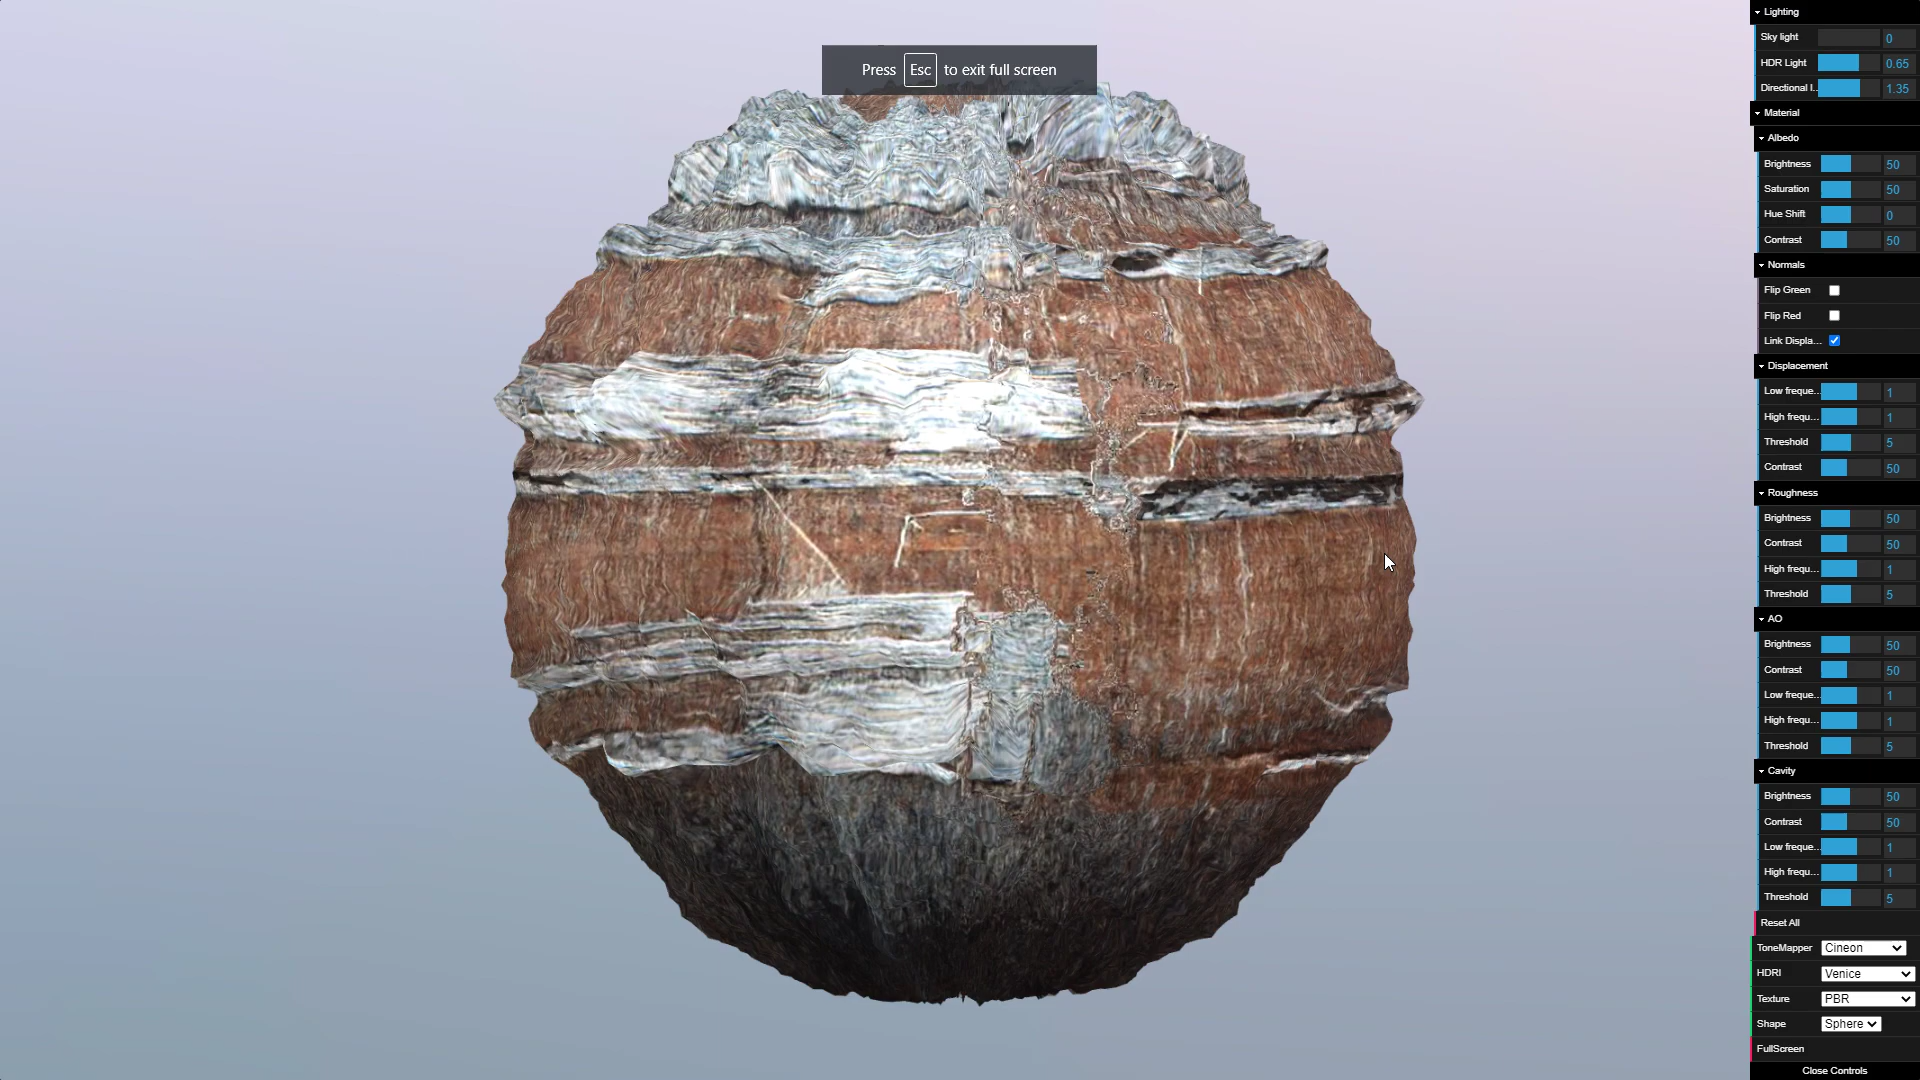 Press Esc to exit full screen
Lighting
Sky light 0
HDR Light 0.65
Directional l... 1.35
Material
Albedo
Brightness 50
Saturation 50
Hue Shift 0
Contrast 50
Normals
Flip Green
Flip Red
Link Displa...
Displacement
Low freque... 1
High frequ... 1
Threshold 5
Contrast 50
Roughness
Brightness 50
Contrast 50
High frequ... 1
Threshold 5
AO
Brightness 50
Contrast 50
Low freque... 1
High frequ... 1
Threshold 5
Cavity
Brightness 50
Contrast 50
Low freque... 1
High frequ... 1
Threshold 5
Reset All
ToneMapper Cineon
HDRI Venice
Texture PBR
Shape Sphere
FullScreen
Close Controls